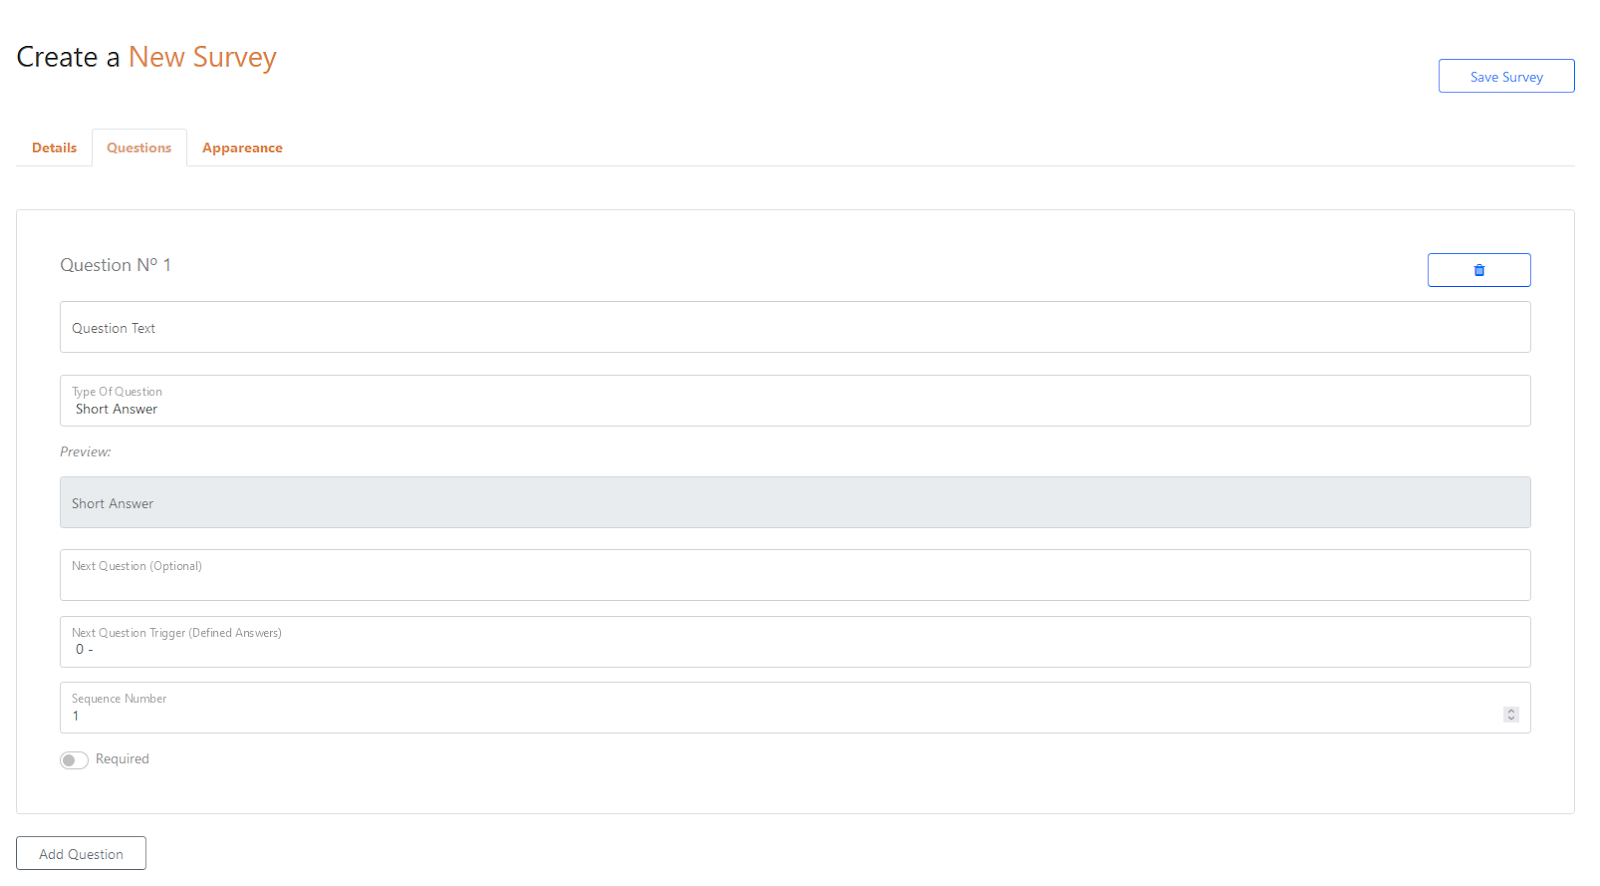 Create a New Survey
Save Survey
Details Questions Appareance
Question Nº 1
Question Text
Type Of Question
Short Answer
Preview:
Short Answer
Next Question (Optional)
Next Question Trigger (Defined Answers)
0 -
Sequence Number
1
Required
Add Question